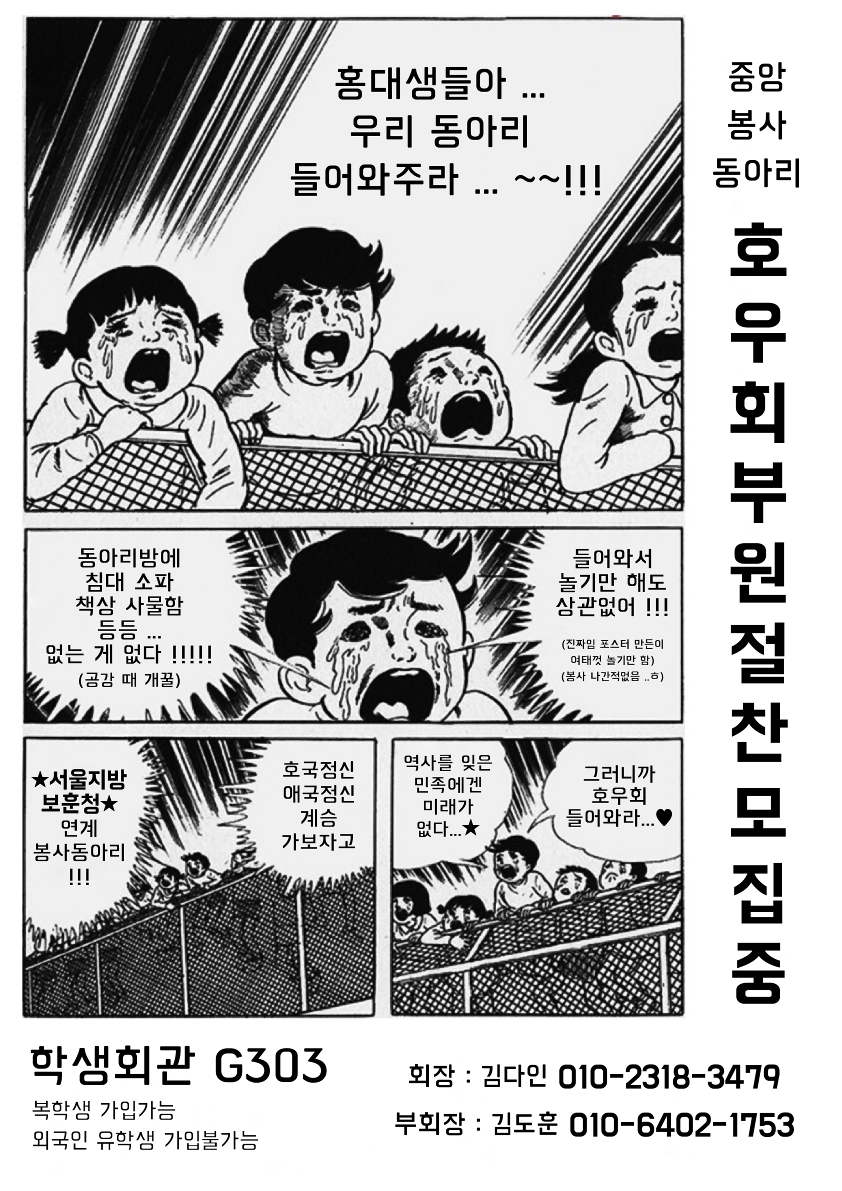 홍대생들아 ...
우리 동아리
들어와주라 ... ~~!!!
중앙
봉사
동아리
호우회부원절찬모집중
동아리방에
침대 소파
책상 사물함
등등 ...
없는 게 없다 !!!!!
(공감 때 개꿀)
들어와서
놀기만 해도
상관없어 !!!
(진짜임 포스터 만든이
여태껏 놀기만 함)
(봉사 나간적없음 ..ㅎ)
★서울지방
보훈청★
연계
봉사동아리
!!!
호국정신
애국정신
계승
가보자고
역사를 잊은
민족에겐
미래가
없다...★
그러니까
호우회
들어와라...♥
학생회관 G303
복학생 가입가능
외국인 유학생 가입불가능
회장 : 김다인 010-2318-3479
부회장 : 김도훈 010-6402-1753